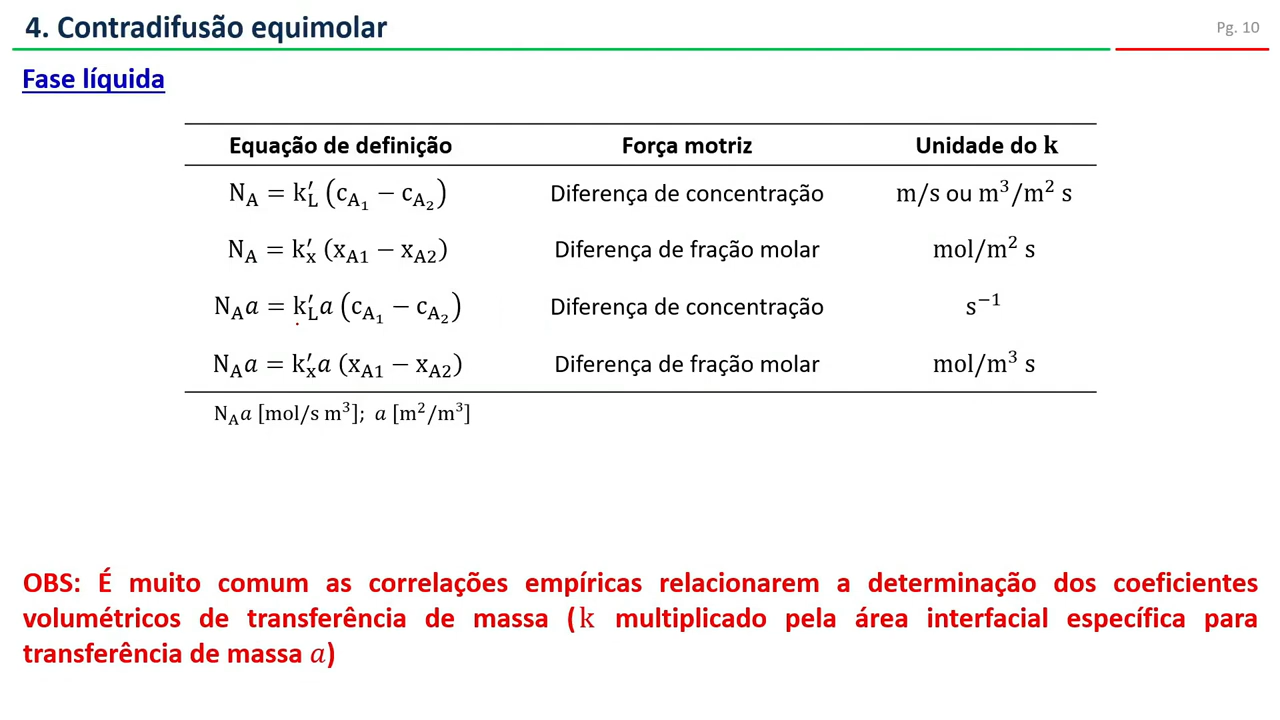 4. Contradifusão equimolar
Pg. 10
Fase líquida
Equação de definição Força motriz Unidade do k
N_A = k′_L (c_A₁ − c_A₂) Diferença de concentração m/s ou m³/m² s
N_A = k′_x (x_A1 − x_A2) Diferença de fração molar mol/m² s
N_A a = k′_L a (c_A₁ − c_A₂) Diferença de concentração s⁻¹
N_A a = k′_x a (x_A1 − x_A2) Diferença de fração molar mol/m³ s
N_A a [mol/s m³]; a [m²/m³]
OBS: É muito comum as correlações empíricas relacionarem a determinação dos coeficientes
volumétricos de transferência de massa (k multiplicado pela área interfacial específica para
transferência de massa a)